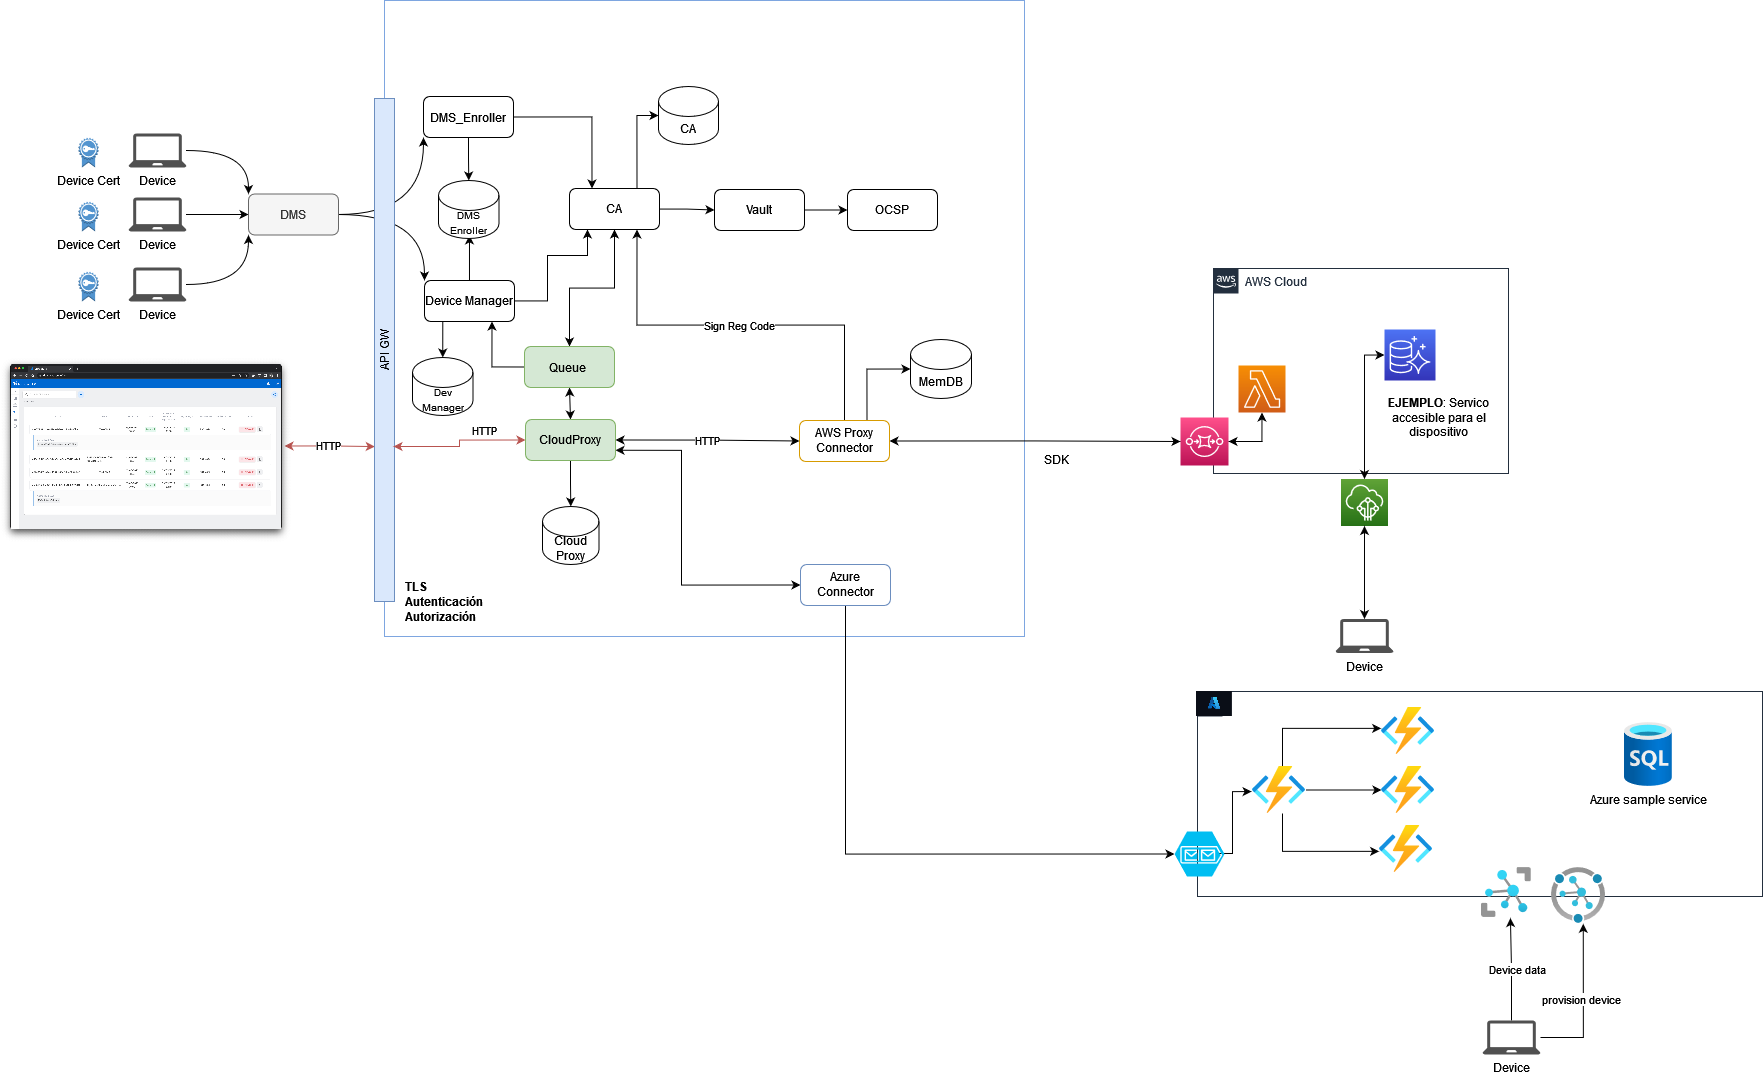 DMS_Enroller
CA
Device Cert
Device
DMS
Enroller
CA
Vault
OCSP
Device Cert
Device
DMS
Device Cert
Device
Device Manager
API GW
Dev
Manager
Queue
Sign Reg Code
MemDB
HTTP
HTTP
CloudProxy
HTTP
AWS Proxy
Connector
SDK
Cloud
Proxy
TLS
Autenticación
Autorización
Azure
Connector
aws
AWS Cloud
EJEMPLO: Servico
accesible para el
dispositivo
Device
SQL
Azure sample service
Device data
provision device
Device